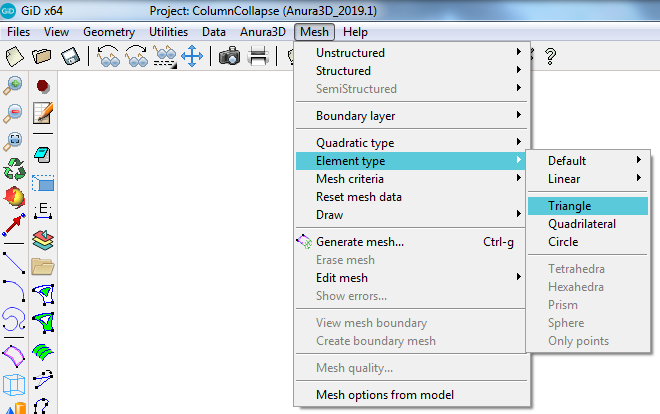 GiD x64 Project: ColumnCollapse (Anura3D_2019.1)
Files View Geometry Utilities Data Anura3D Mesh Help
Unstructured
Structured
SemiStructured
Boundary layer
Quadratic type
Element type
Mesh criteria
Reset mesh data
Draw
Generate mesh... Ctrl-g
Erase mesh
Edit mesh
Show errors...
View mesh boundary
Create boundary mesh
Mesh quality...
Mesh options from model
Default
Linear
Triangle
Quadrilateral
Circle
Tetrahedra
Hexahedra
Prism
Sphere
Only points